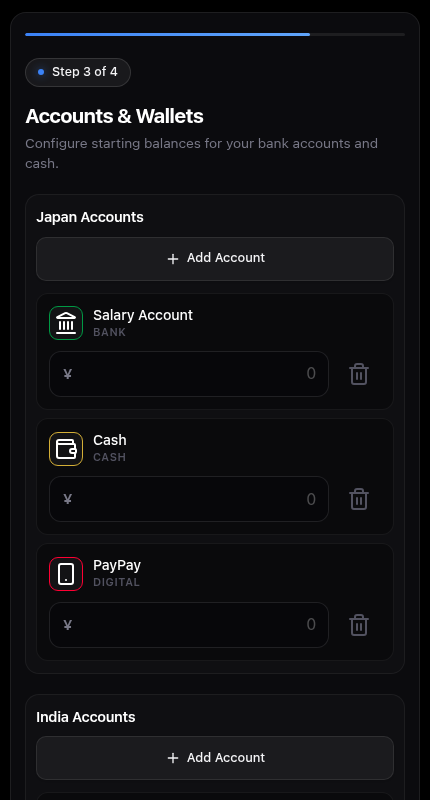 Step 3 of 4
Accounts & Wallets
Configure starting balances for your bank accounts and
cash.
Japan Accounts
+ Add Account
Salary Account
BANK
¥ 0
Cash
CASH
¥ 0
PayPay
DIGITAL
¥ 0
India Accounts
+ Add Account